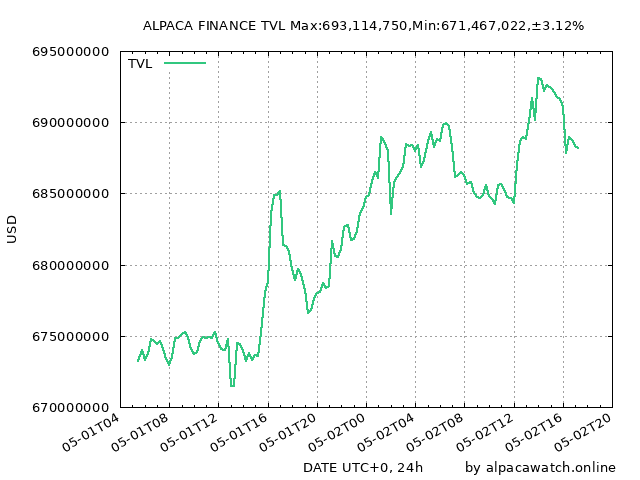 ALPACA FINANCE TVL Max:693,114,750,Min:671,467,022,±3.12%
TVL
695000000
690000000
685000000
680000000
675000000
670000000
USD
05-01T04
05-01T08
05-01T12
05-01T16
05-01T20
05-02T00
05-02T04
05-02T08
05-02T12
05-02T16
05-02T20
DATE UTC+0, 24h
by alpacawatch.online